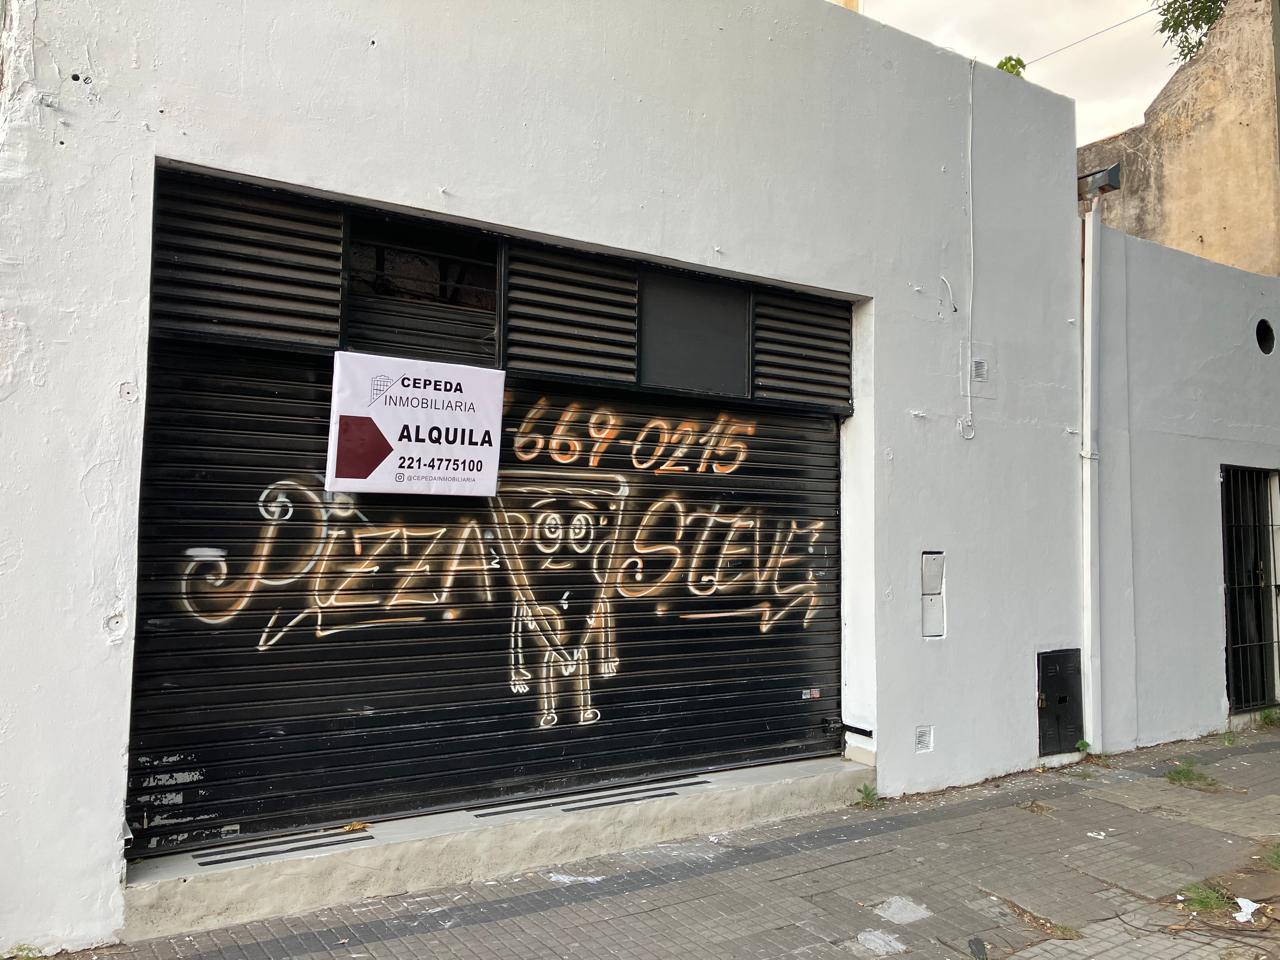 CEPEDA
INMOBILIARIA
ALQUILA
221-4775100
@CEPEDAINMOBILIARIA
-669-0215
PIZZA STEVE